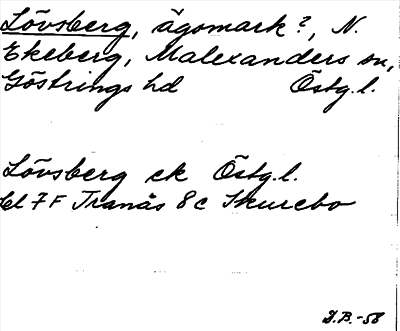 Lövsberg, ägomark?, N.
Ekeberg, Malexanders sn,
Göstrings hd Östg.l.
Lövsberg ek Östg.l.
bl 7F Tranås 8c Skurebo
D.B.-58